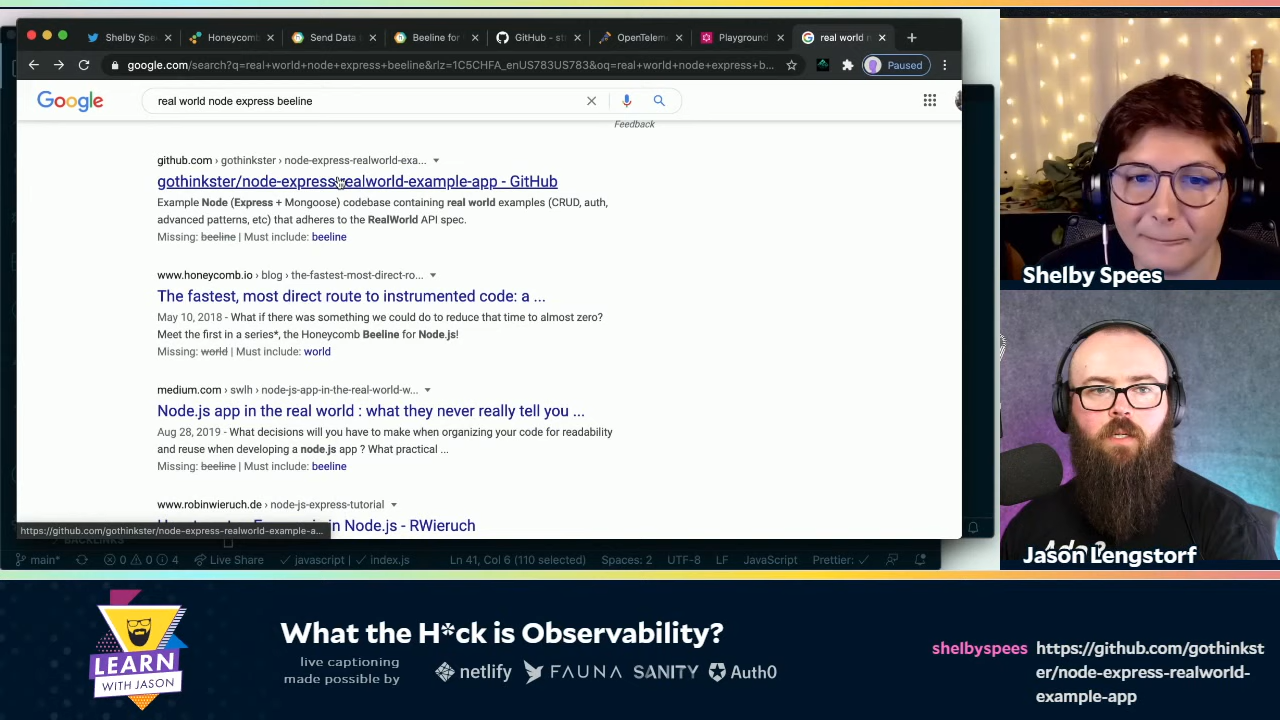 Shelby Spe
Honeycomb
Send Data
Beeline for
GitHub - st
OpenTelem
Playground
real world n
google.com/search?q=real+world+node+express+beeline&rlz=1C5CHFA_enUS783US783&oq=real+world+node+express+b...
Paused
Google
real world node express beeline
Feedback
github.com › gothinkster › node-express-realworld-exa...
gothinkster/node-express-realworld-example-app - GitHub
Example Node (Express + Mongoose) codebase containing real world examples (CRUD, auth,
advanced patterns, etc) that adheres to the RealWorld API spec.
Missing: beeline | Must include: beeline
www.honeycomb.io › blog › the-fastest-most-direct-ro...
The fastest, most direct route to instrumented code: a ...
May 10, 2018 - What if there was something we could do to reduce that time to almost zero?
Meet the first in a series*, the Honeycomb Beeline for Node.js!
Missing: world | Must include: world
medium.com › swlh › node-js-app-in-the-real-world-w...
Node.js app in the real world : what they never really tell you ...
Aug 28, 2019 - What decisions will you have to make when organizing your code for readability
and reuse when developing a node.js app ? What practical ...
Missing: beeline | Must include: beeline
www.robinwieruch.de › node-js-express-tutorial
in Node.js - RWieruch
https://github.com/gothinkster/node-express-realworld-example-a...
BACKLINKS
main* 0 0 4 Live Share javascript | index.js Ln 41, Col 6 (110 selected) Spaces: 2 UTF-8 LF JavaScript Prettier:
Shelby Spees
Jason Lengstorf
LEARN
WITH JASON
What the H*ck is Observability?
live captioning
made possible by
netlify FAUNA SANITY Auth0
shelbyspees https://github.com/gothinkst
er/node-express-realworld-
example-app